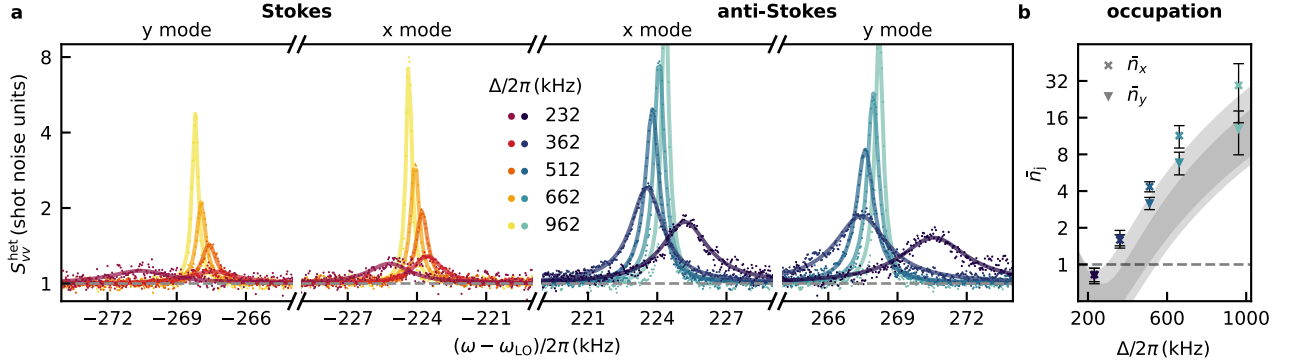 a
Stokes
anti-Stokes
b
occupation
y mode
x mode
x mode
y mode
S_vv^het (shot noise units)
8
4
2
1
Δ/2π (kHz)
232
362
512
662
962
−272 −269 −266
−227 −224 −221
221 224 227
266 269 272
(ω − ω_LO)/2π (kHz)
n̄_j
32
16
8
4
2
1
n̄_x
n̄_y
200 600 1000
Δ/2π (kHz)